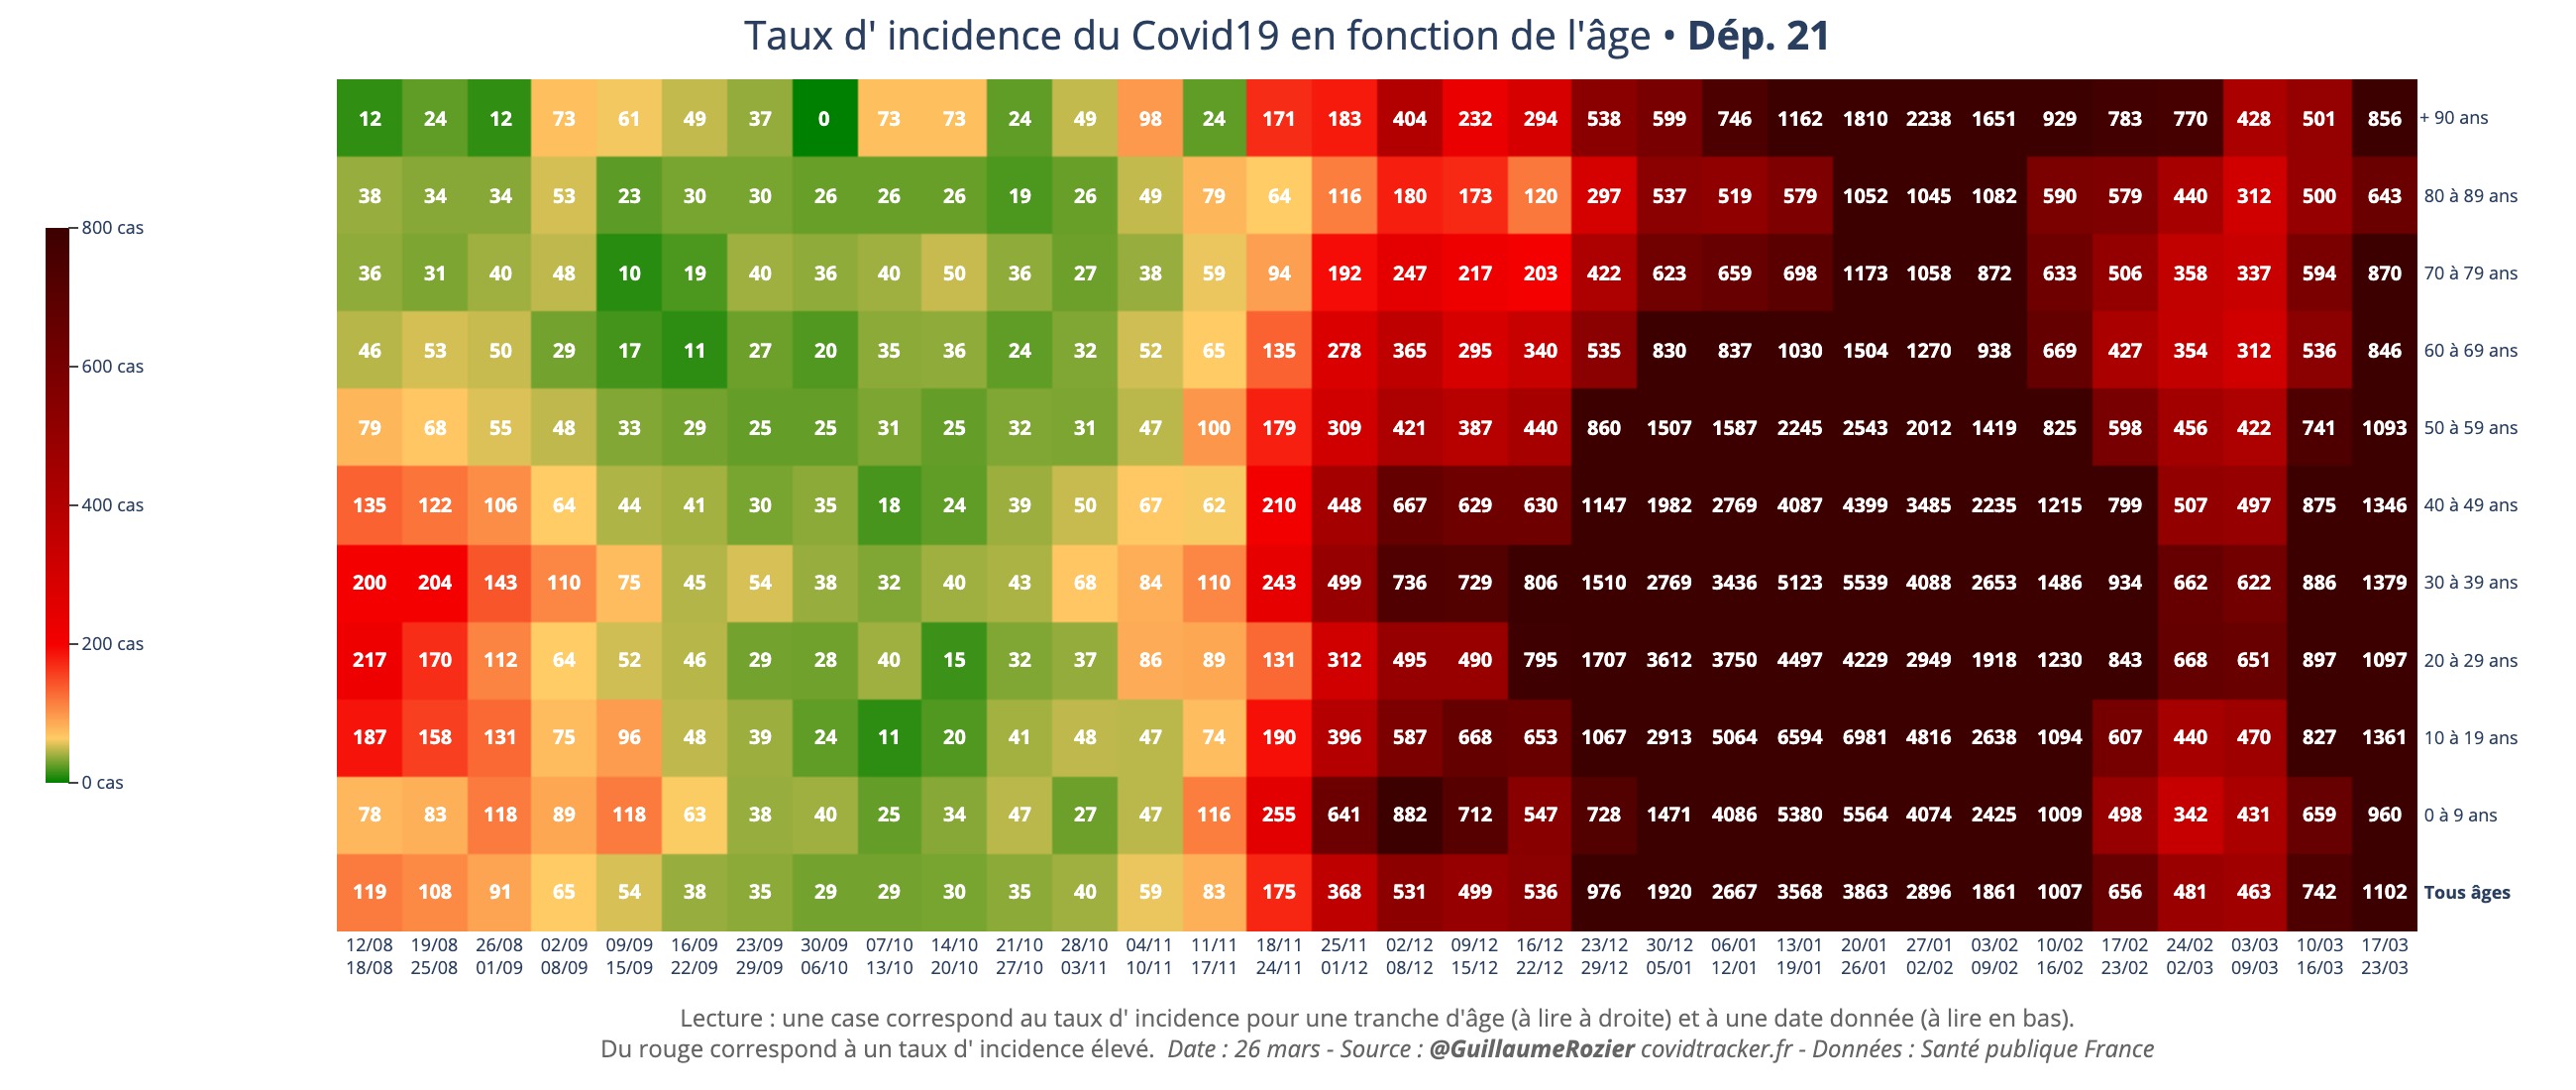 Taux d' incidence du Covid19 en fonction de l'âge • Dép. 21
12 24 12 73 61 49 37 0 73 73 24 49 98 24 171 183 404 232 294 538 599 746 1162 1810 2238 1651 929 783 770 428 501 856 + 90 ans
38 34 34 53 23 30 30 26 26 26 19 26 49 79 64 116 180 173 120 297 537 519 579 1052 1045 1082 590 579 440 312 500 643 80 à 89 ans
800 cas
36 31 40 48 10 19 40 36 40 50 36 27 38 59 94 192 247 217 203 422 623 659 698 1173 1058 872 633 506 358 337 594 870 70 à 79 ans
46 53 50 29 17 11 27 20 35 36 24 32 52 65 135 278 365 295 340 535 830 837 1030 1504 1270 938 669 427 354 312 536 846 60 à 69 ans
600 cas
79 68 55 48 33 29 25 25 31 25 32 31 47 100 179 309 421 387 440 860 1507 1587 2245 2543 2012 1419 825 598 456 422 741 1093 50 à 59 ans
400 cas
135 122 106 64 44 41 30 35 18 24 39 50 67 62 210 448 667 629 630 1147 1982 2769 4087 4399 3485 2235 1215 799 507 497 875 1346 40 à 49 ans
200 204 143 110 75 45 54 38 32 40 43 68 84 110 243 499 736 729 806 1510 2769 3436 5123 5539 4088 2653 1486 934 662 622 886 1379 30 à 39 ans
200 cas
217 170 112 64 52 46 29 28 40 15 32 37 86 89 131 312 495 490 795 1707 3612 3750 4497 4229 2949 1918 1230 843 668 651 897 1097 20 à 29 ans
187 158 131 75 96 48 39 24 11 20 41 48 47 74 190 396 587 668 653 1067 2913 5064 6594 6981 4816 2638 1094 607 440 470 827 1361 10 à 19 ans
0 cas
78 83 118 89 118 63 38 40 25 34 47 27 47 116 255 641 882 712 547 728 1471 4086 5380 5564 4074 2425 1009 498 342 431 659 960 0 à 9 ans
119 108 91 65 54 38 35 29 29 30 35 40 59 83 175 368 531 499 536 976 1920 2667 3568 3863 2896 1861 1007 656 481 463 742 1102 Tous âges
12/08 19/08 26/08 02/09 09/09 16/09 23/09 30/09 07/10 14/10 21/10 28/10 04/11 11/11 18/11 25/11 02/12 09/12 16/12 23/12 30/12 06/01 13/01 20/01 27/01 03/02 10/02 17/02 24/02 03/03 10/03 17/03
18/08 25/08 01/09 08/09 15/09 22/09 29/09 06/10 13/10 20/10 27/10 03/11 10/11 17/11 24/11 01/12 08/12 15/12 22/12 29/12 05/01 12/01 19/01 26/01 02/02 09/02 16/02 23/02 02/03 09/03 16/03 23/03
Lecture : une case correspond au taux d' incidence pour une tranche d'âge (à lire à droite) et à une date donnée (à lire en bas).
Du rouge correspond à un taux d' incidence élevé. Date : 26 mars - Source : @GuillaumeRozier covidtracker.fr - Données : Santé publique France